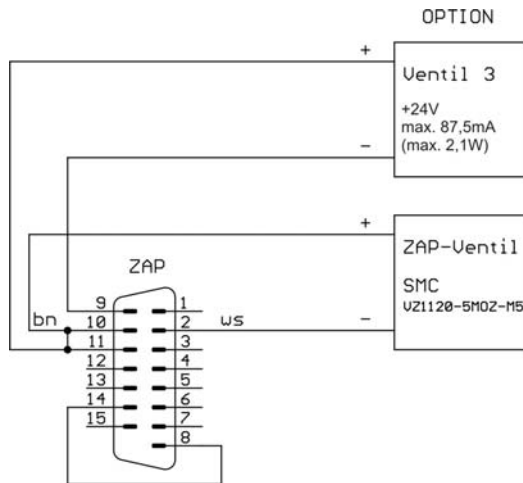 OPTION
+
Ventil 3
+24V
max. 87,5mA
(max. 2,1W)
–
+
ZAP-Ventil
SMC
VZ1120-5MOZ-M5
–
ZAP
bn
ws
9
1
10
2
11
3
12
4
13
5
14
6
15
7
8